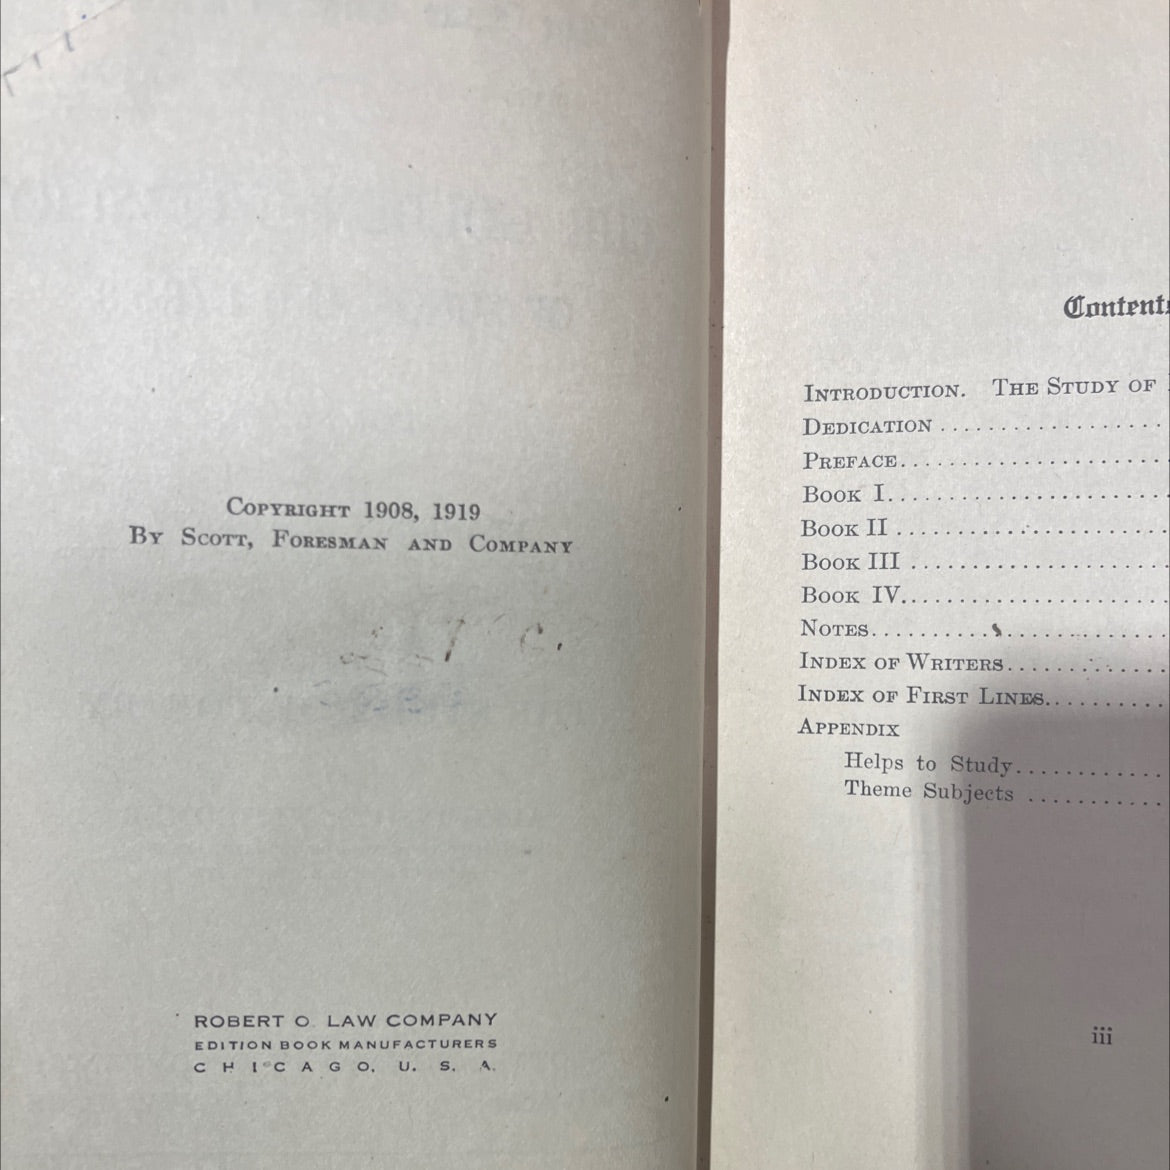 COPYRIGHT 1908, 1919
BY SCOTT, FORESMAN AND COMPANY
ROBERT O. LAW COMPANY
EDITION BOOK MANUFACTURERS
CHICAGO, U. S. A.
Contents
INTRODUCTION. THE STUDY OF
DEDICATION ..................
PREFACE......................
BOOK I.......................
BOOK II ......................
BOOK III .....................
BOOK IV......................
NOTES........................
INDEX OF WRITERS.............
INDEX OF FIRST LINES..........
APPENDIX
Helps to Study............
Theme Subjects ...........
iii